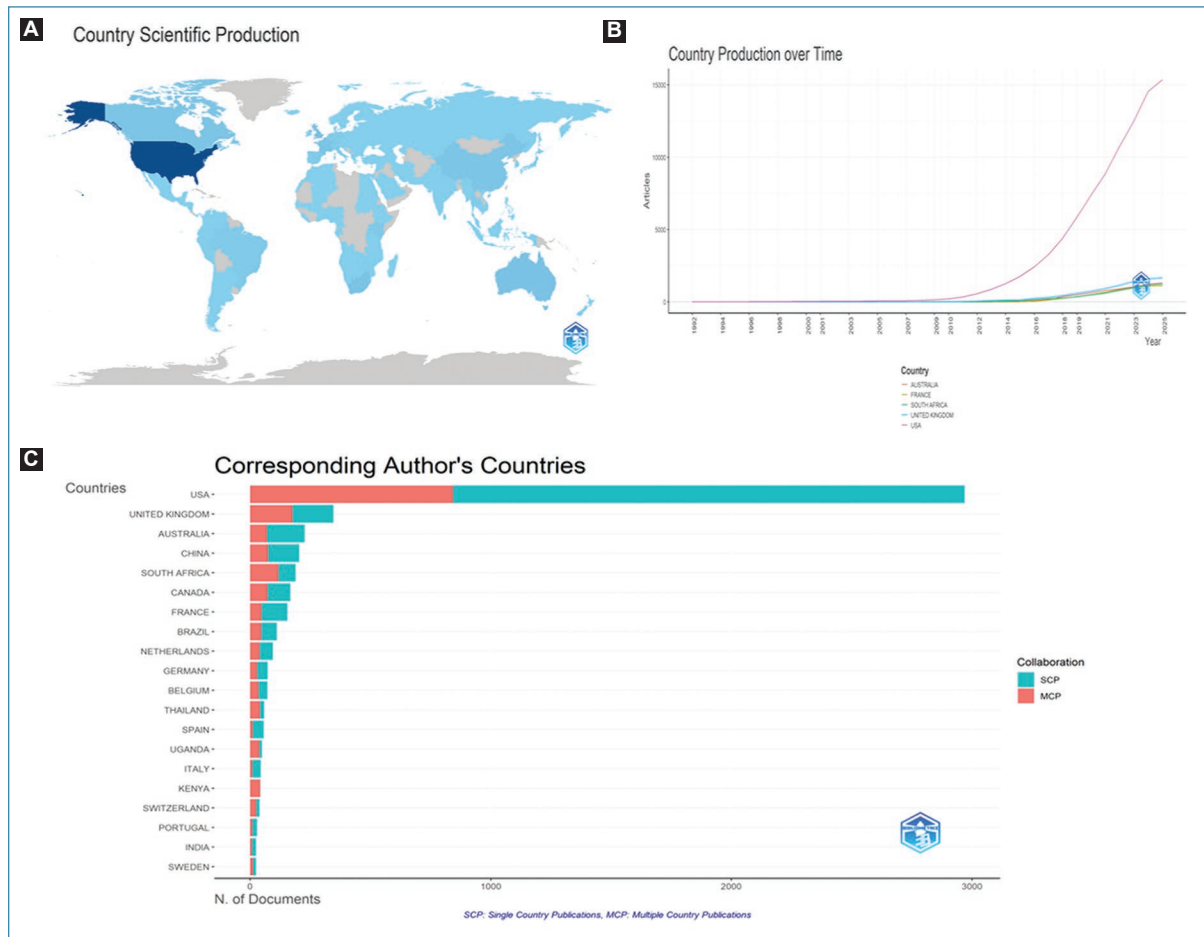 A
Country Scientific Production
B
Country Production over Time
Articles
15000
10000
5000
0
1992
1994
1996
1998
2000
2001
2003
2005
2007
2009
2010
2012
2014
2016
2018
2019
2021
2023
2025
Year
Country
AUSTRALIA
FRANCE
SOUTH AFRICA
UNITED KINGDOM
USA
C
Corresponding Author's Countries
Countries
USA
UNITED KINGDOM
AUSTRALIA
CHINA
SOUTH AFRICA
CANADA
FRANCE
BRAZIL
NETHERLANDS
GERMANY
BELGIUM
THAILAND
SPAIN
UGANDA
ITALY
KENYA
SWITZERLAND
PORTUGAL
INDIA
SWEDEN
0
1000
2000
3000
N. of Documents
Collaboration
SCP
MCP
SCP: Single Country Publications, MCP: Multiple Country Publications